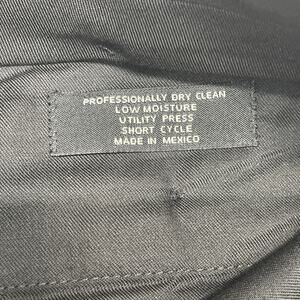 PROFESSIONALLY DRY CLEAN
LOW MOISTURE
UTILITY PRESS
SHORT CYCLE
MADE IN MEXICO